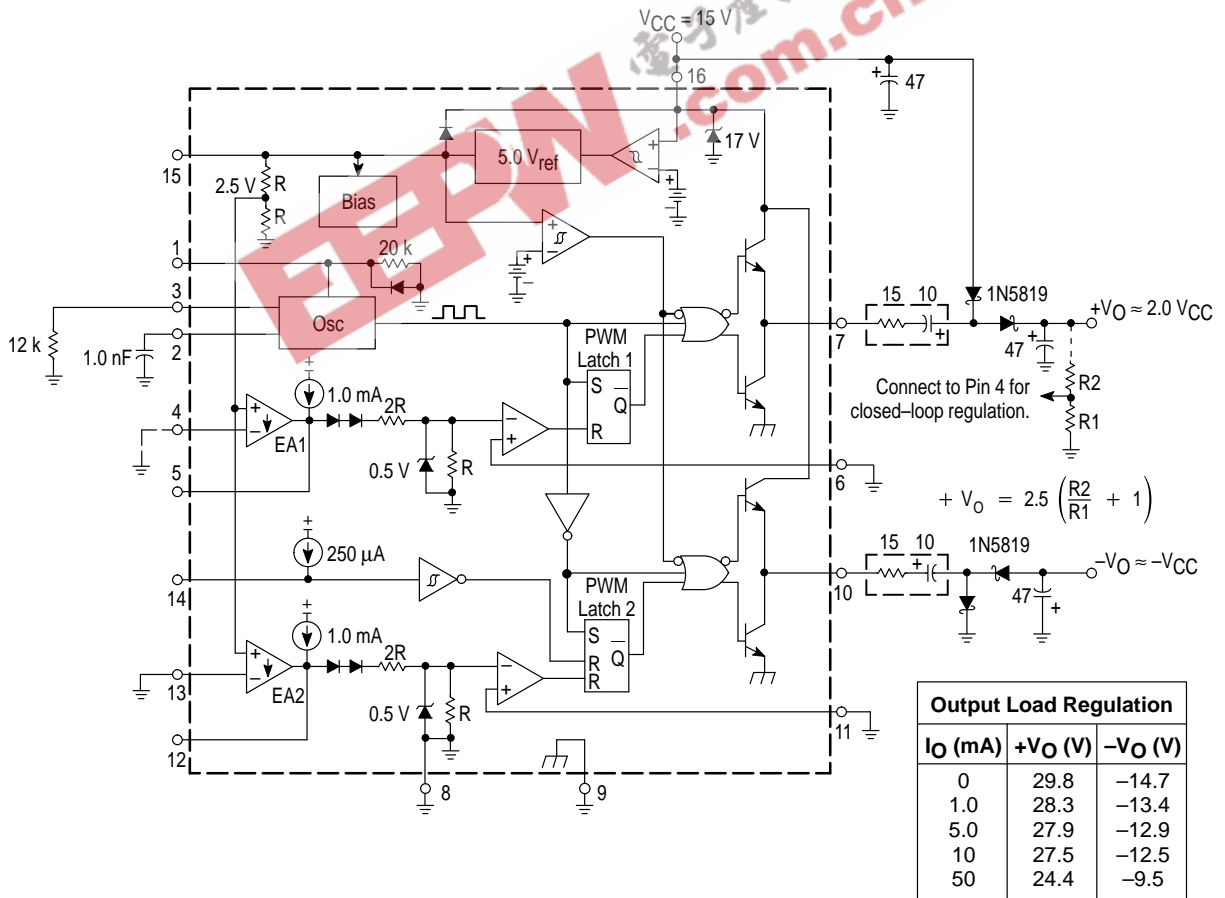 VCC = 15 V
電子產
EEPW
.com.cn
16
47
+
15
2.5 V
R
R
Bias
5.0 Vref
+
–
+
–
17 V
1
20 k
+
–
+
–
3
Osc
2
12 k
1.0 nF
+
1.0 mA
4
+
–
EA1
5
2R
0.5 V
R
–
+
PWM
Latch 1
S
R
Q
7
15
10
+
1N5819
47
+
+VO ≈ 2.0 VCC
R2
R1
Connect to Pin 4 for
closed–loop regulation.
6
+ VO = 2.5 (R2/R1 + 1)
+
250 µA
14
+
1.0 mA
+
–
EA2
13
12
2R
0.5 V
R
–
+
PWM
Latch 2
S
R
R
Q
10
15
10
+
1N5819
47
+
–VO ≈ –VCC
11
8
9
Output Load Regulation
IO (mA) +VO (V) –VO (V)
0 29.8 –14.7
1.0 28.3 –13.4
5.0 27.9 –12.9
10 27.5 –12.5
50 24.4 –9.5